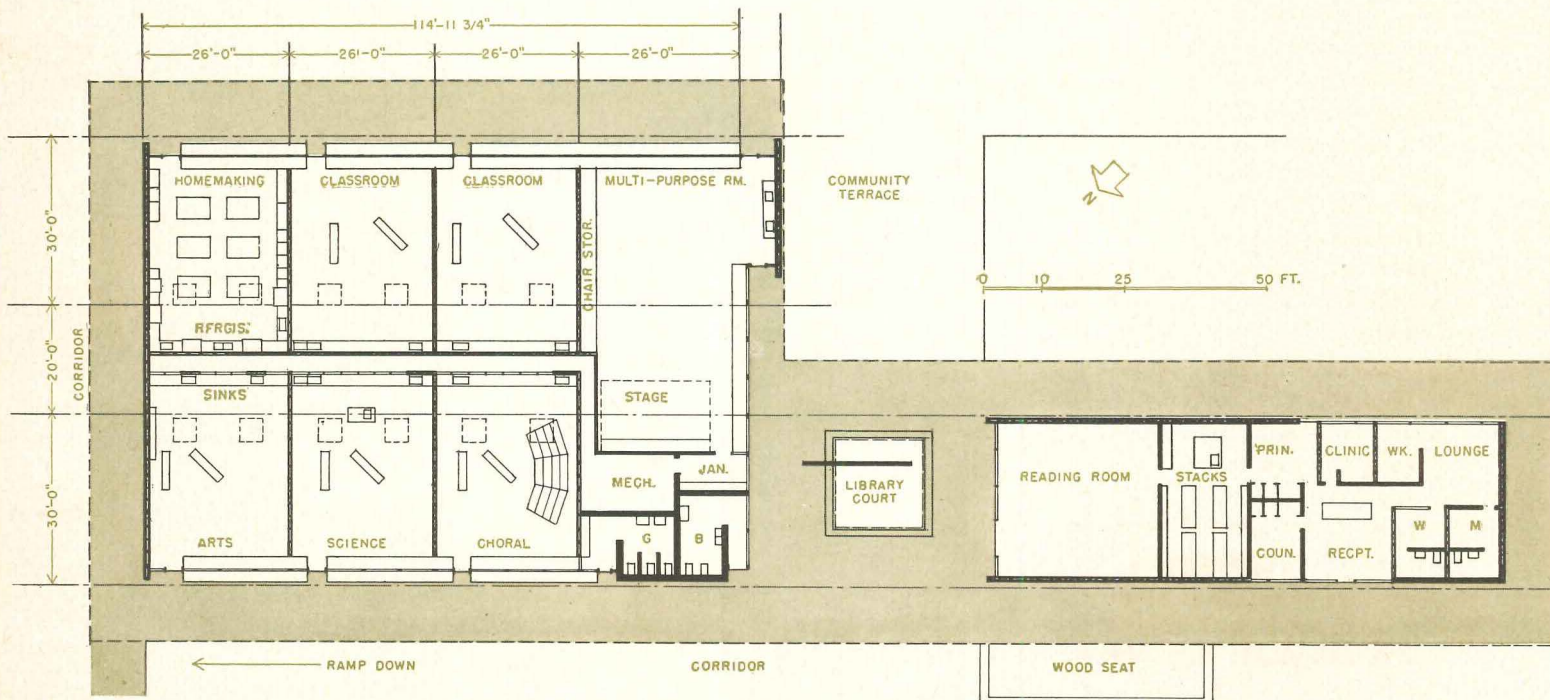 114'-11 3/4"
26'-0" 26'-0" 26'-0" 26'-0"
HOMEMAKING CLASSROOM CLASSROOM MULTI-PURPOSE RM.
COMMUNITY
TERRACE
N
30'-0"
CHAIR STOR.
0 10 25 50 FT.
RFRGIS.
20'-0"
CORRIDOR
SINKS
STAGE
PRIN. CLINIC WK. LOUNGE
READING ROOM STACKS
MECH. JAN.
LIBRARY
COURT
30'-0"
ARTS SCIENCE CHORAL
G B
COUN. RECPT. W M
RAMP DOWN CORRIDOR WOOD SEAT